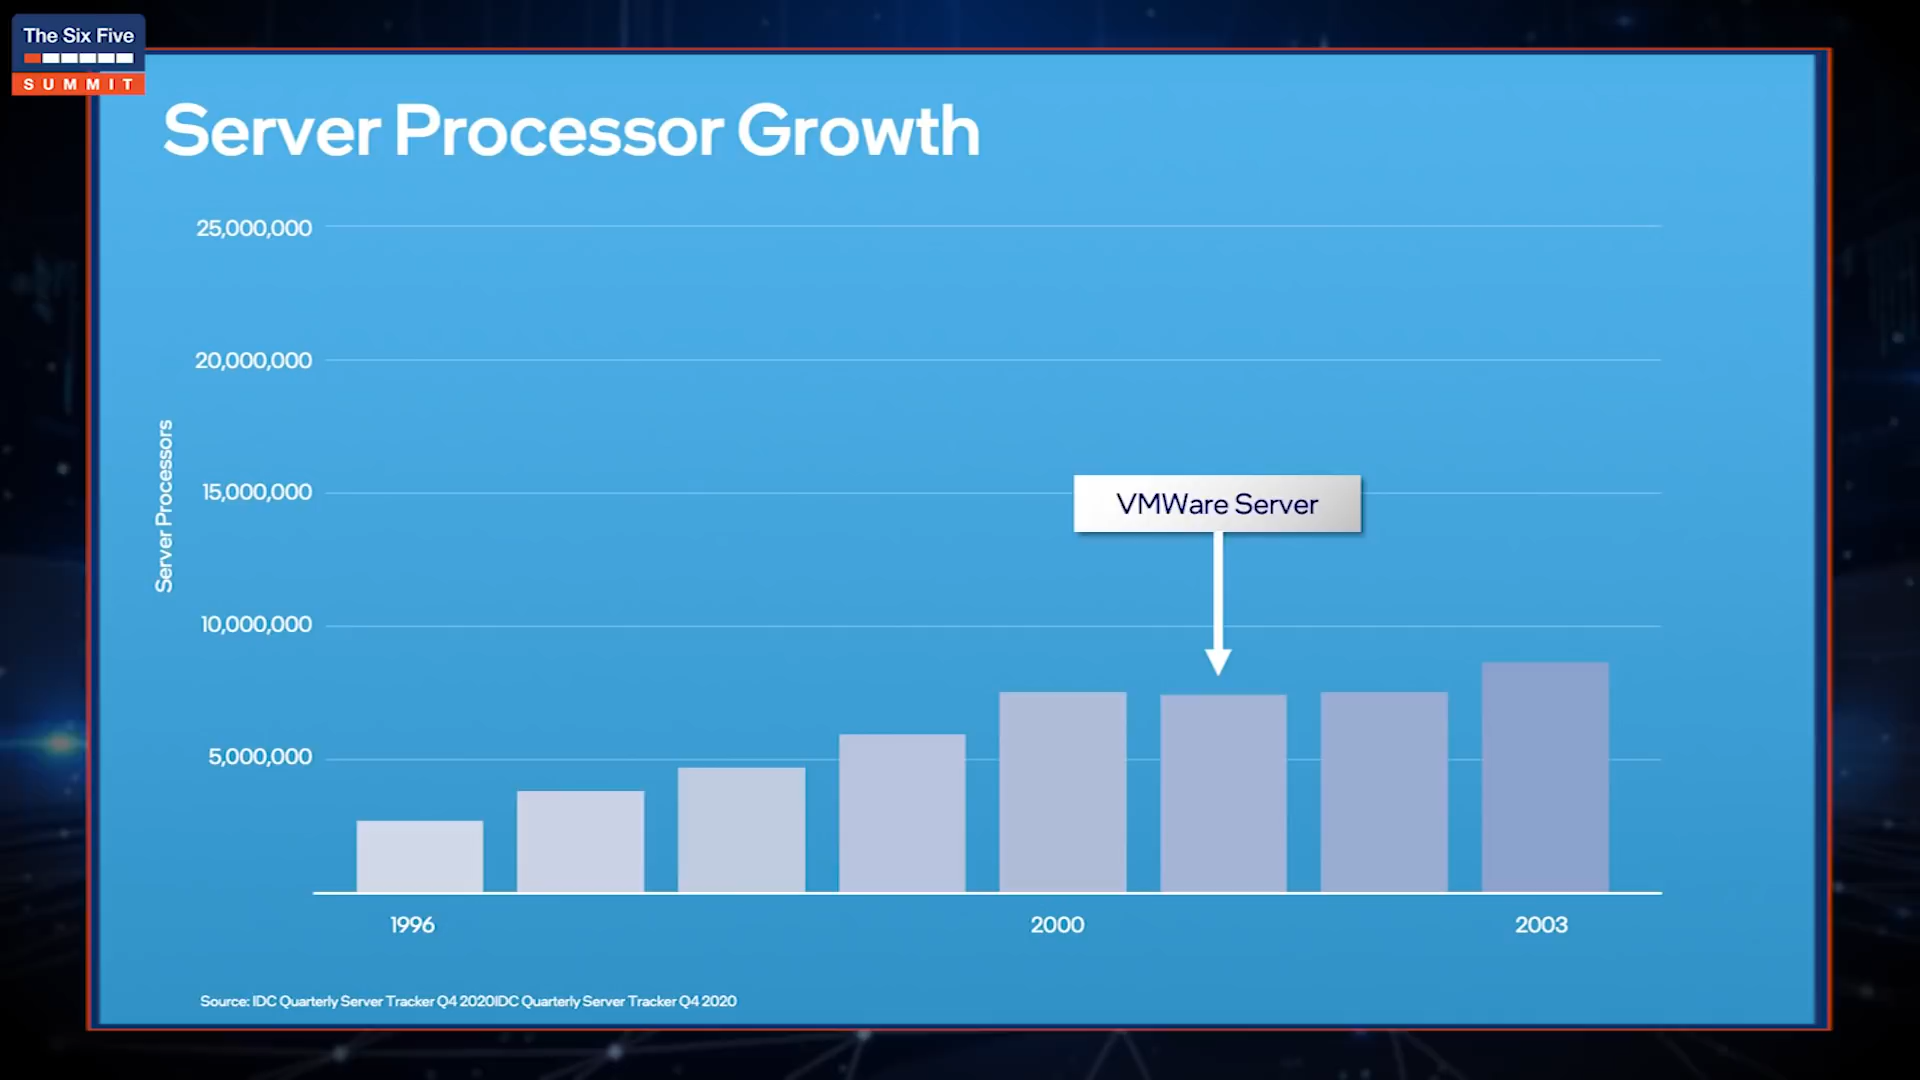 The Six Five
SUMMIT
Server Processor Growth
25,000,000
20,000,000
15,000,000
10,000,000
5,000,000
Server Processors
VMWare Server
1996
2000
2003
Source: IDC Quarterly Server Tracker Q4 2020IDC Quarterly Server Tracker Q4 2020